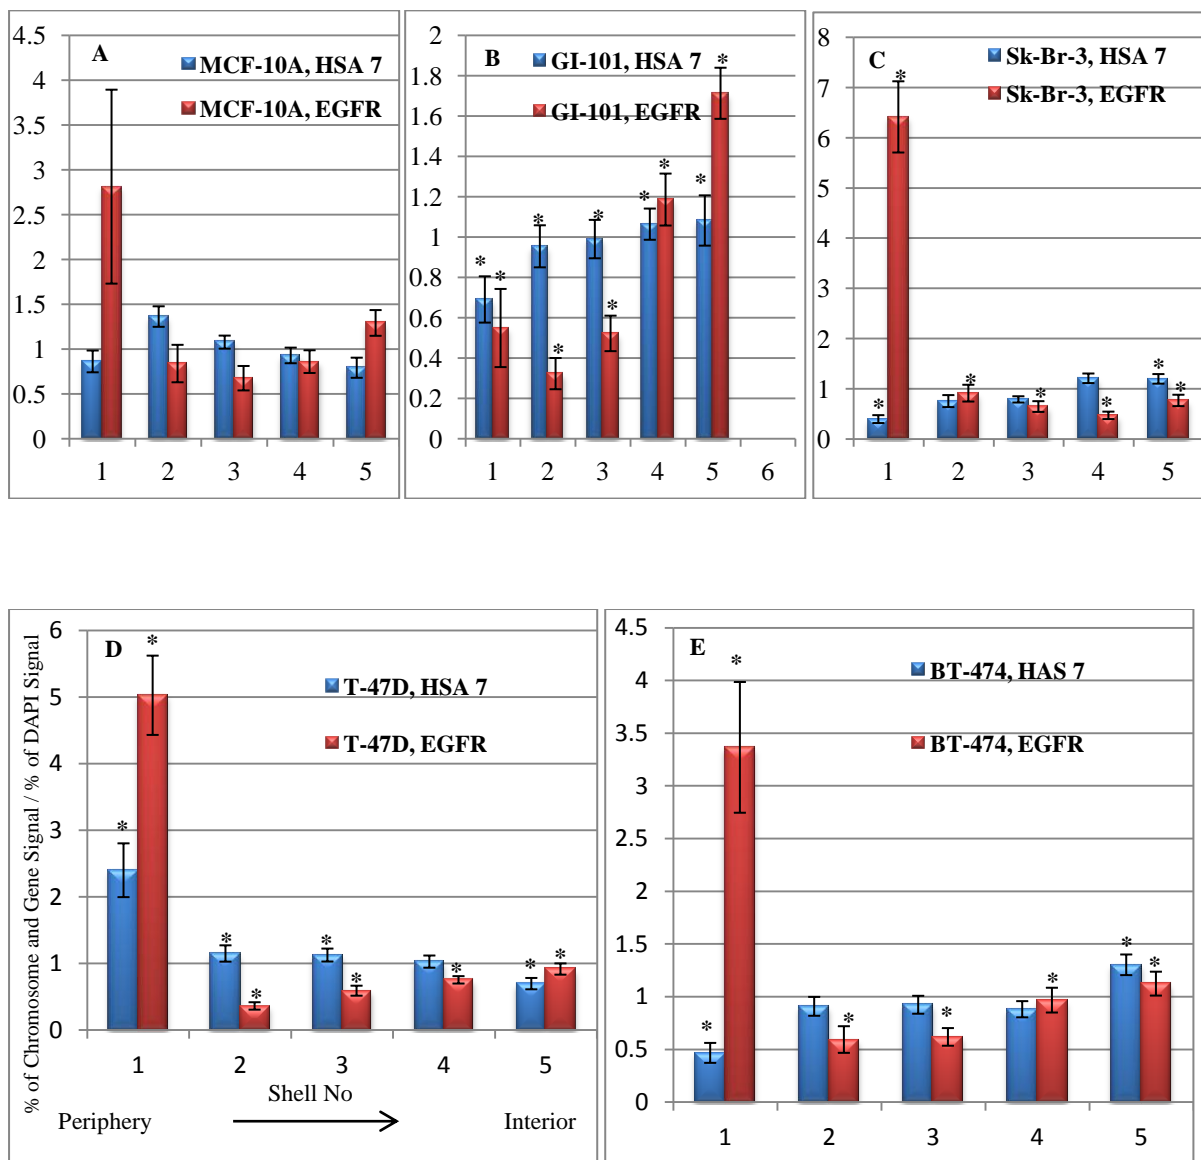 A
MCF-10A, HSA 7
MCF-10A, EGFR
4.5
4
3.5
3
2.5
2
1.5
1
0.5
0
*
1 2 3 4 5
B
GI-101, HSA 7
GI-101, EGFR
2
1.8
1.6
1.4
1.2
1
0.8
0.6
0.4
0.2
0
* * * * * * * * * *
1 2 3 4 5 6
C
Sk-Br-3, HSA 7
Sk-Br-3, EGFR
8
7
6
5
4
3
2
1
0
* * * * * * *
1 2 3 4 5
% of Chromosome and Gene Signal / % of DAPI Signal
D
T-47D, HSA 7
T-47D, EGFR
6
5
4
3
2
1
0
* * * * * * * * *
1 2 3 4 5
Shell No
Periphery Interior
E
BT-474, HAS 7
BT-474, EGFR
4.5
4
3.5
3
2.5
2
1.5
1
0.5
0
* * * * * * *
1 2 3 4 5